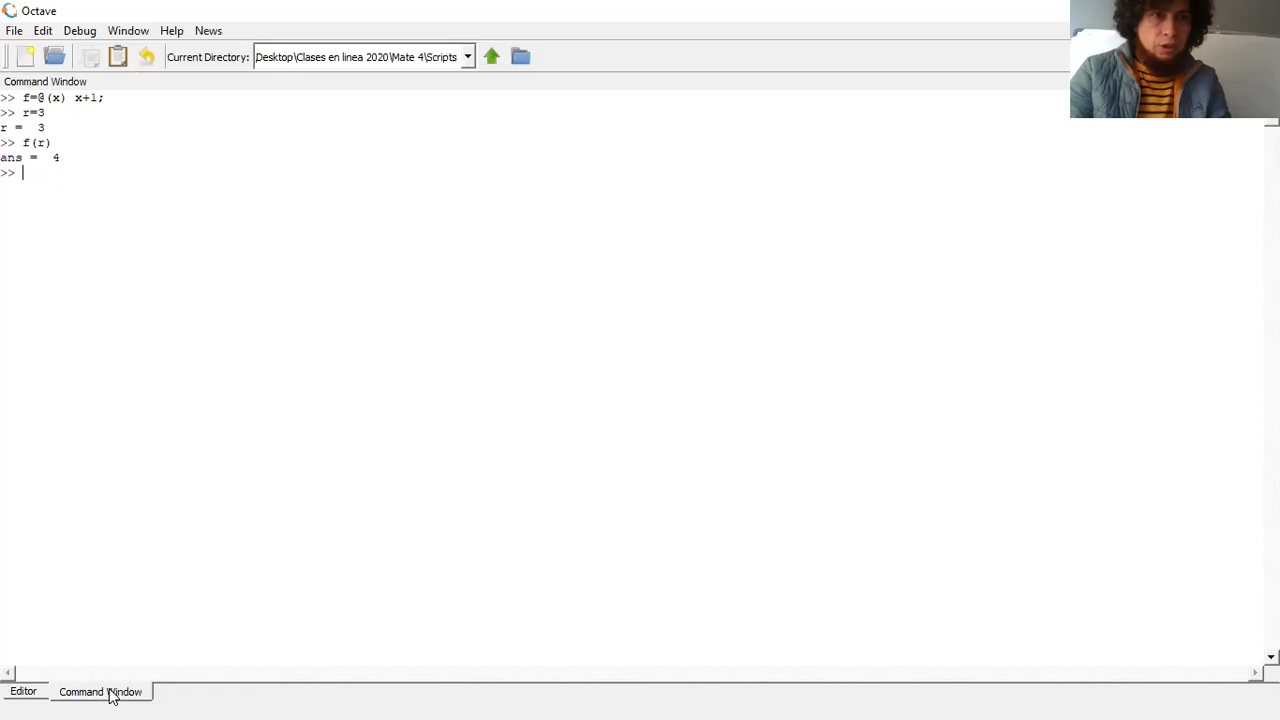 Octave
File Edit Debug Window Help News
Current Directory: Desktop\Clases en linea 2020\Mate 4\Scripts
Command Window
>> f=@(x) x+1;
>> r=3
r = 3
>> f(r)
ans = 4
>>
Editor Command Window